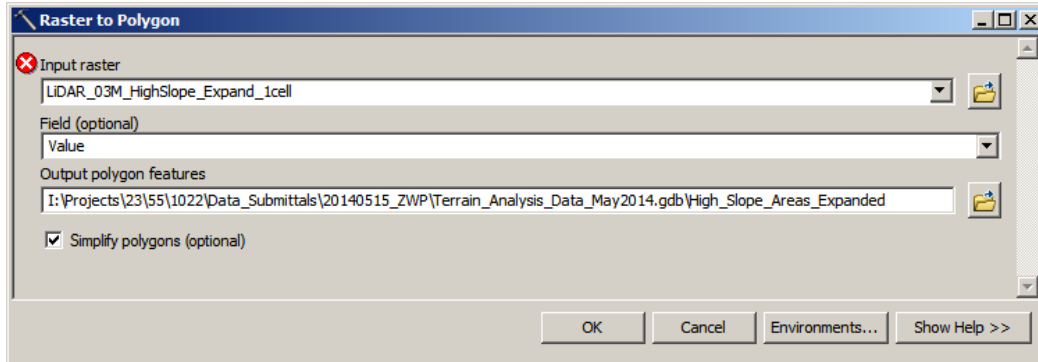 Raster to Polygon
Input raster
LiDAR_03M_HighSlope_Expand_1cell
Field (optional)
Value
Output polygon features
I:\Projects\23\55\1022\Data_Submittals\20140515_ZWP\Terrain_Analysis_Data_May2014.gdb\High_Slope_Areas_Expanded
Simplify polygons (optional)
OK Cancel Environments... Show Help >>